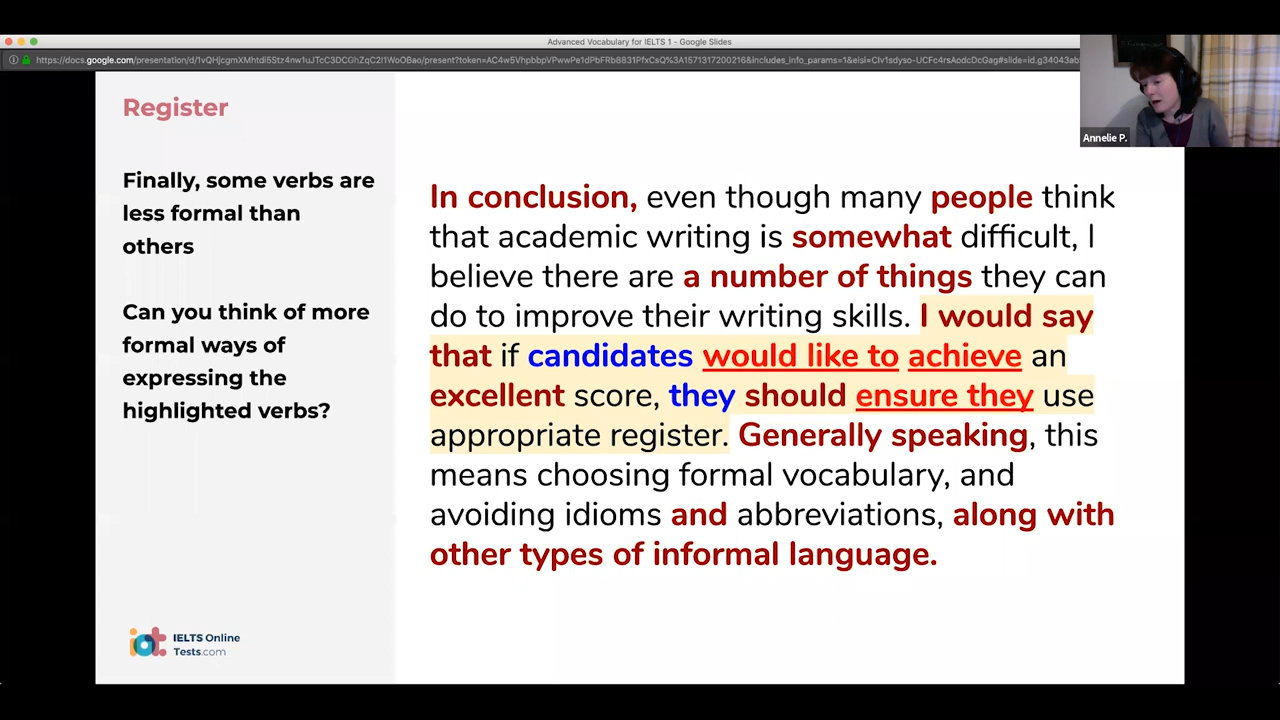 Advanced Vocabulary for IELTS 1 - Google Slides
Annelie P.
Register
Finally, some verbs are
less formal than
others
Can you think of more
formal ways of
expressing the
highlighted verbs?
In conclusion, even though many people think
that academic writing is somewhat difficult, I
believe there are a number of things they can
do to improve their writing skills. I would say
that if candidates would like to achieve an
excellent score, they should ensure they use
appropriate register. Generally speaking, this
means choosing formal vocabulary, and
avoiding idioms and abbreviations, along with
other types of informal language.
iot IELTS Online
Tests.com